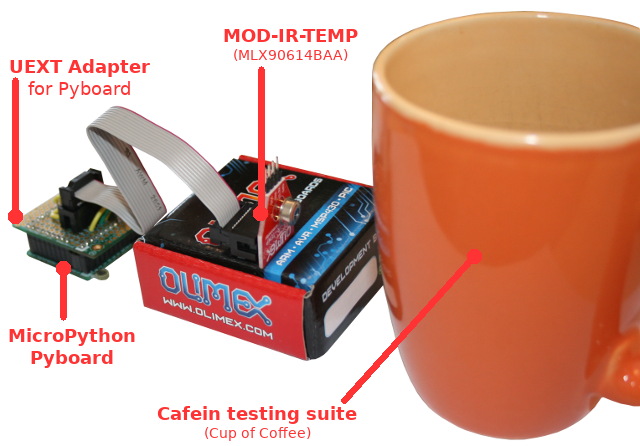 MOD-IR-TEMP
(MLX90614BAA)
UEXT Adapter
for Pyboard
ARM • AVR • MSP430 • PIC
OLIMEX
WWW.OLIMEX.COM
DEVELOPMENT
MicroPython
Pyboard
Cafein testing suite
(Cup of Coffee)